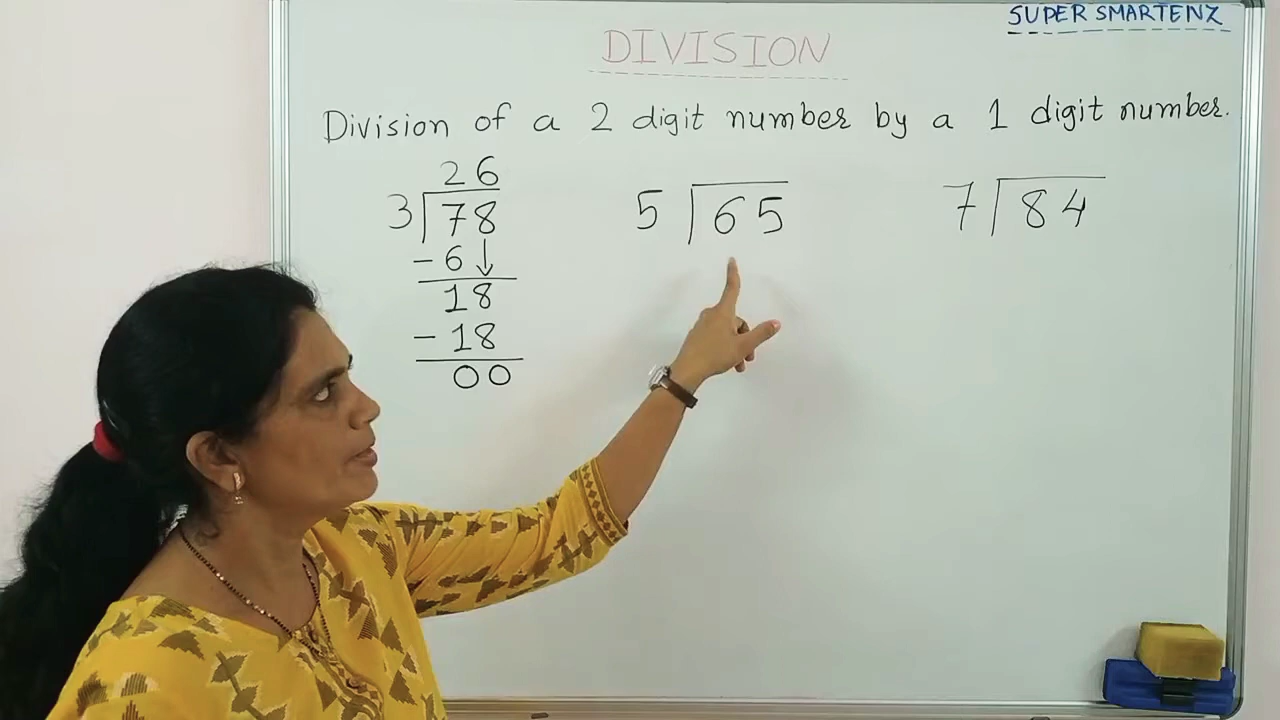 SUPER SMARTENZ
DIVISION
Division of a 2 digit number by a 1 digit number.
26
3 78
-6↓
18
-18
00
5 65
7 84